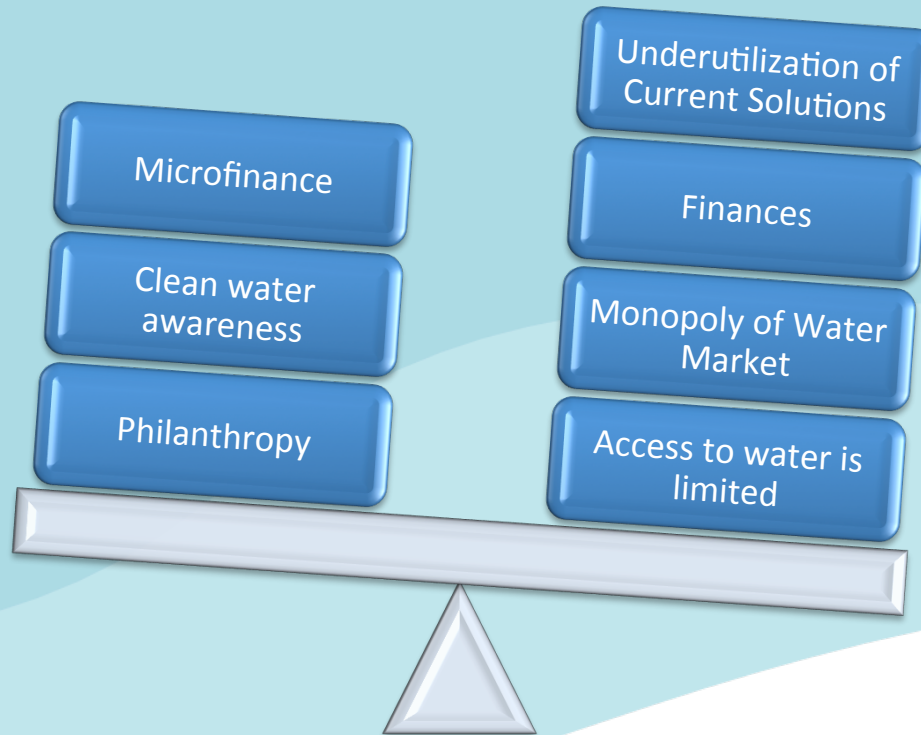 Microfinance
Clean water
awareness
Philanthropy
Underutilization of
Current Solutions
Finances
Monopoly of Water
Market
Access to water is
limited